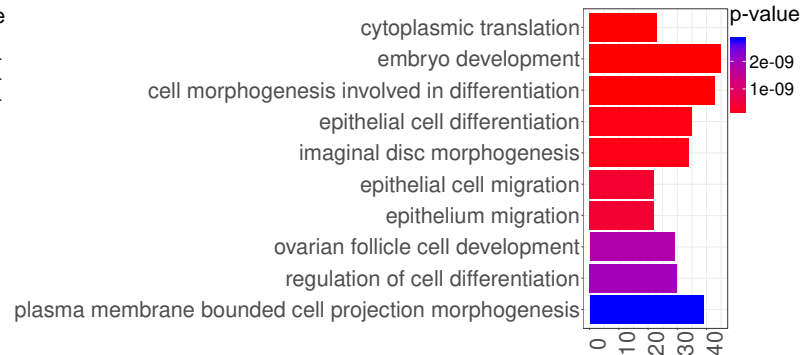 p-value
cytoplasmic translation
embryo development
2e-09
cell morphogenesis involved in differentiation
1e-09
epithelial cell differentiation
imaginal disc morphogenesis
epithelial cell migration
epithelium migration
ovarian follicle cell development
regulation of cell differentiation
plasma membrane bounded cell projection morphogenesis
0 10 20 30 40